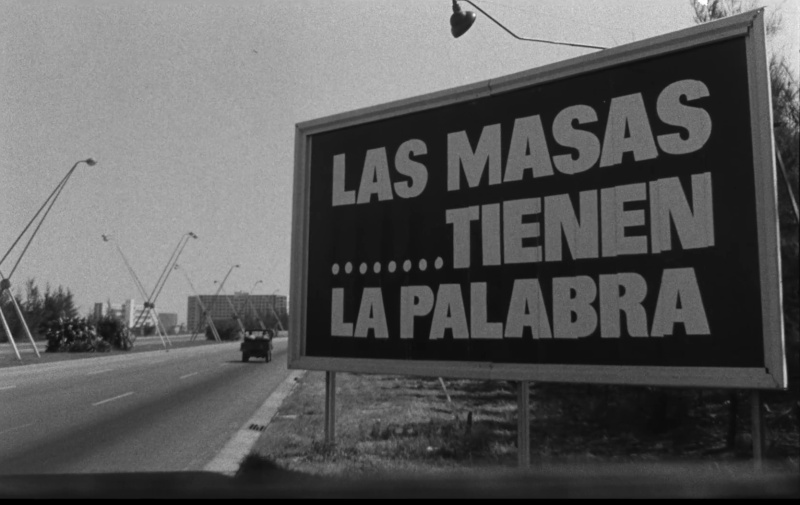 LAS MASAS
........TIENEN
LA PALABRA